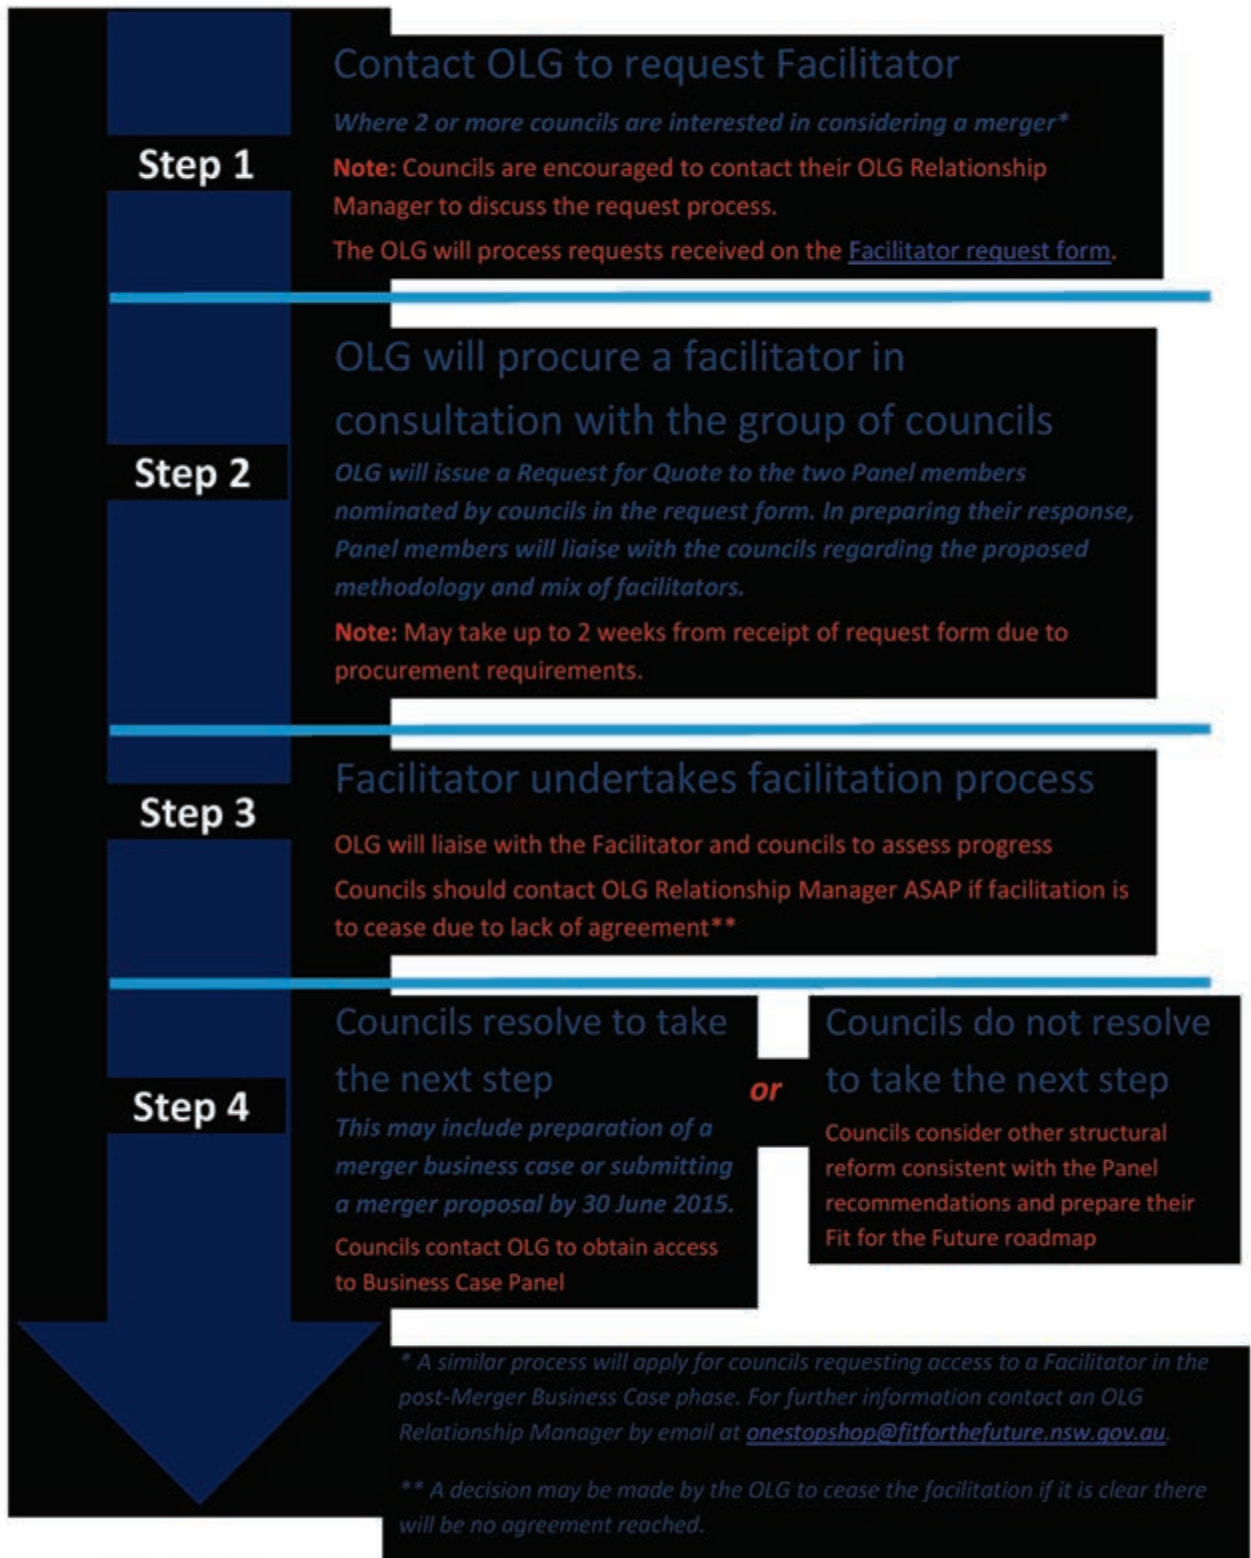 Step 1
Contact OLG to request Facilitator
Where 2 or more councils are interested in considering a merger*
Note: Councils are encouraged to contact their OLG Relationship
Manager to discuss the request process.
The OLG will process requests received on the Facilitator request form.
Step 2
OLG will procure a facilitator in
consultation with the group of councils
OLG will issue a Request for Quote to the two Panel members
nominated by councils in the request form. In preparing their response,
Panel members will liaise with the councils regarding the proposed
methodology and mix of facilitators.
Note: May take up to 2 weeks from receipt of request form due to
procurement requirements.
Step 3
Facilitator undertakes facilitation process
OLG will liaise with the Facilitator and councils to assess progress
Councils should contact OLG Relationship Manager ASAP if facilitation is
to cease due to lack of agreement**
Step 4
Councils resolve to take
the next step
This may include preparation of a
merger business case or submitting
a merger proposal by 30 June 2015.
Councils contact OLG to obtain access
to Business Case Panel
or
Councils do not resolve
to take the next step
Councils consider other structural
reform consistent with the Panel
recommendations and prepare their
Fit for the Future roadmap
* A similar process will apply for councils requesting access to a Facilitator in the
post-Merger Business Case phase. For further information contact an OLG
Relationship Manager by email at onestopshop@fitforthefuture.nsw.gov.au.
** A decision may be made by the OLG to cease the facilitation if it is clear there
will be no agreement reached.